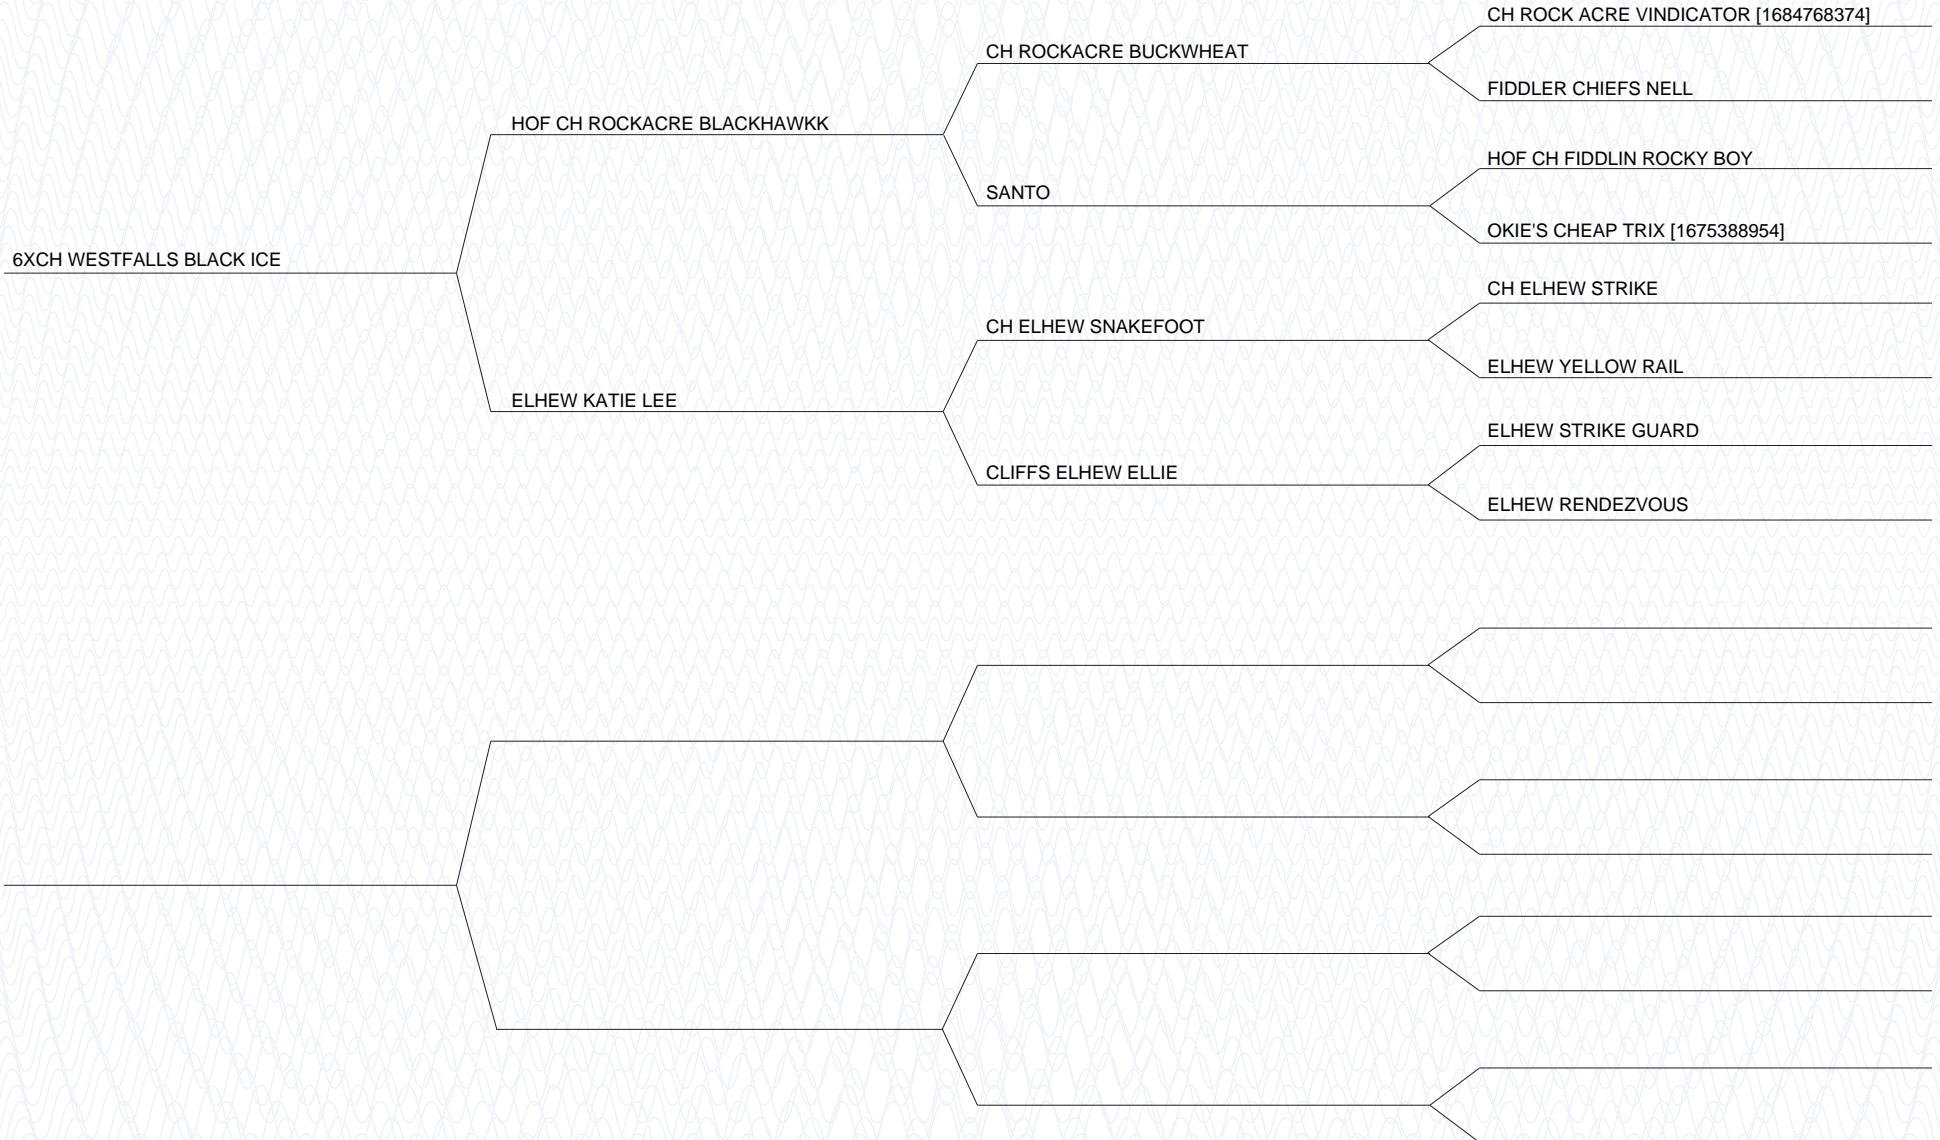 CH ROCK ACRE VINDICATOR [1684768374]
CH ROCKACRE BUCKWHEAT
FIDDLER CHIEFS NELL
HOF CH ROCKACRE BLACKHAWKK
HOF CH FIDDLIN ROCKY BOY
SANTO
OKIE'S CHEAP TRIX [1675388954]
6XCH WESTFALLS BLACK ICE
CH ELHEW STRIKE
CH ELHEW SNAKEFOOT
ELHEW YELLOW RAIL
ELHEW KATIE LEE
ELHEW STRIKE GUARD
CLIFFS ELHEW ELLIE
ELHEW RENDEZVOUS